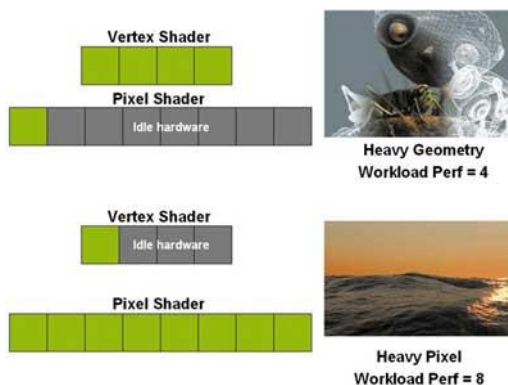 Vertex Shader
Pixel Shader
Idle hardware
Heavy Geometry
Workload Perf = 4
Vertex Shader
Idle hardware
Pixel Shader
Heavy Pixel
Workload Perf = 8